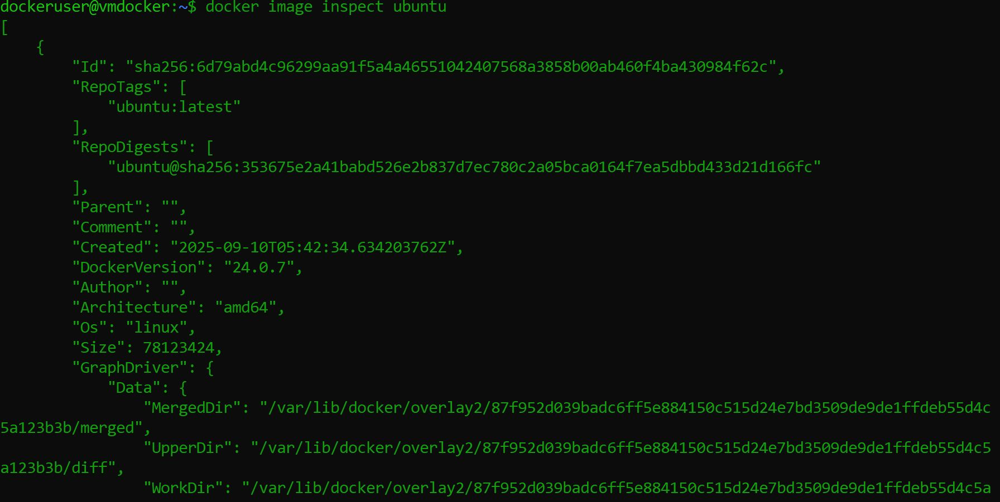 dockeruser@vmdocker:~$ docker image inspect ubuntu
[
    {
        "Id": "sha256:6d79abd4c96299aa91f5a4a46551042407568a3858b00ab460f4ba430984f62c",
        "RepoTags": [
            "ubuntu:latest"
        ],
        "RepoDigests": [
            "ubuntu@sha256:353675e2a41babd526e2b837d7ec780c2a05bca0164f7ea5dbbd433d21d166fc"
        ],
        "Parent": "",
        "Comment": "",
        "Created": "2025-09-10T05:42:34.634203762Z",
        "DockerVersion": "24.0.7",
        "Author": "",
        "Architecture": "amd64",
        "Os": "linux",
        "Size": 78123424,
        "GraphDriver": {
            "Data": {
                "MergedDir": "/var/lib/docker/overlay2/87f952d039badc6ff5e884150c515d24e7bd3509de9de1ffdeb55d4c
5a123b3b/merged",
                "UpperDir": "/var/lib/docker/overlay2/87f952d039badc6ff5e884150c515d24e7bd3509de9de1ffdeb55d4c5
a123b3b/diff",
                "WorkDir": "/var/lib/docker/overlay2/87f952d039badc6ff5e884150c515d24e7bd3509de9de1ffdeb55d4c5a